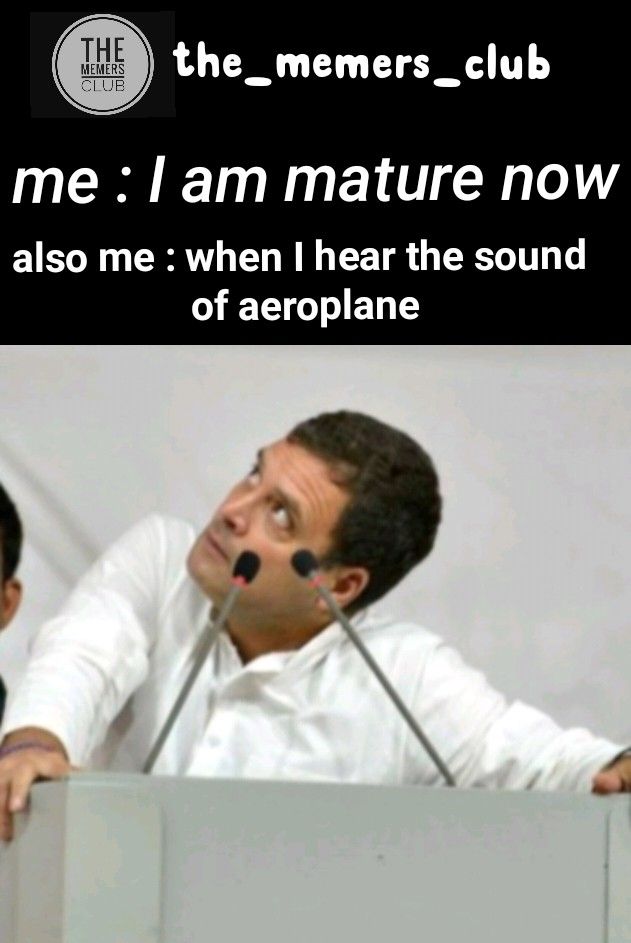 THE
MEMERS
CLUB
the_memers_club
me : I am mature now
also me : when I hear the sound
of aeroplane